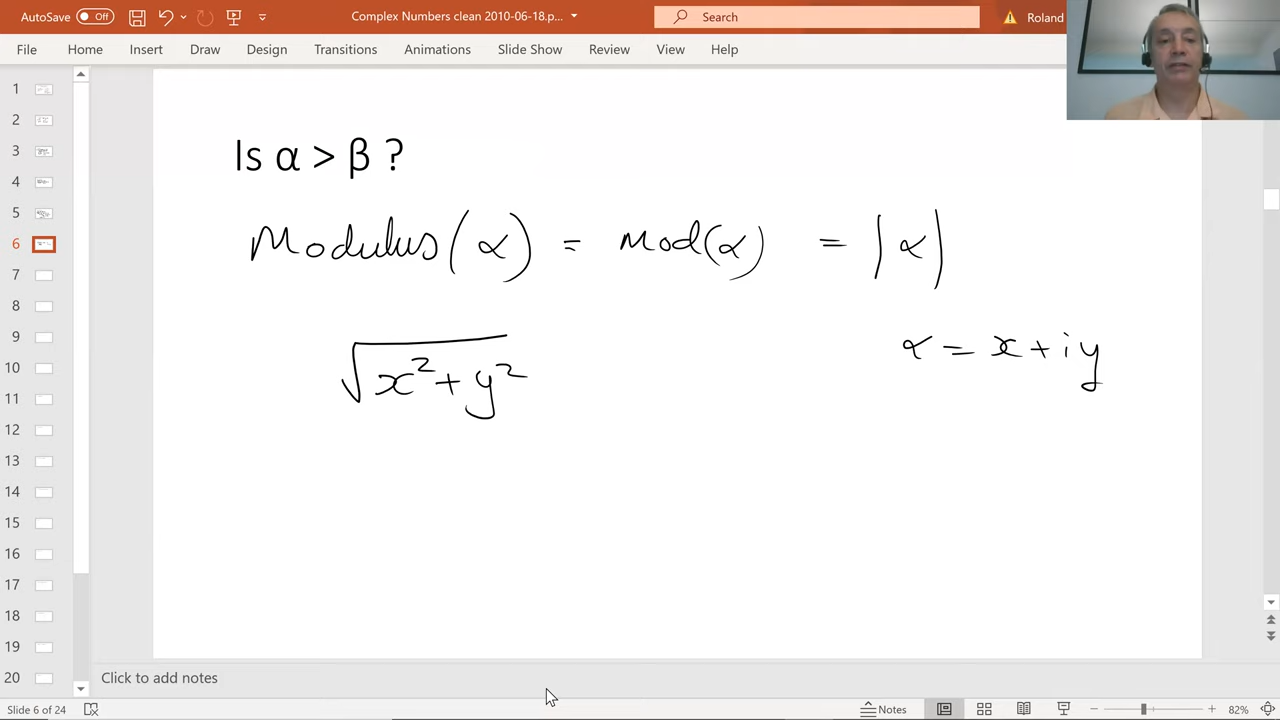 AutoSave Off Complex Numbers clean 2010-06-18.p... Search Roland
File Home Insert Draw Design Transitions Animations Slide Show Review View Help
1
2
3
4
5
6
7
8
9
10
11
12
13
14
15
16
17
18
19
20
Is α > β ?
Modulus(α) = mod(α) = |α|
α = x + iy
√x²+y²
Click to add notes
Slide 6 of 24 Notes 82%